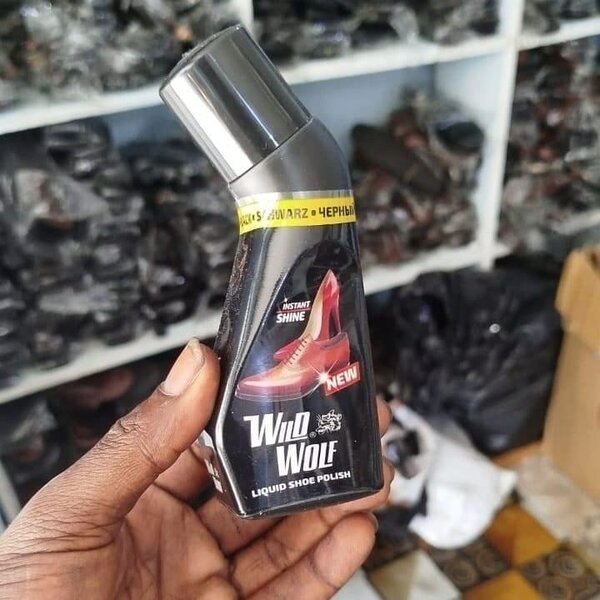 SCHWARZ • ЧЕРНЫЙ
INSTANT
SHINE
NEW
WILD
WOLF
®
LIQUID SHOE POLISH